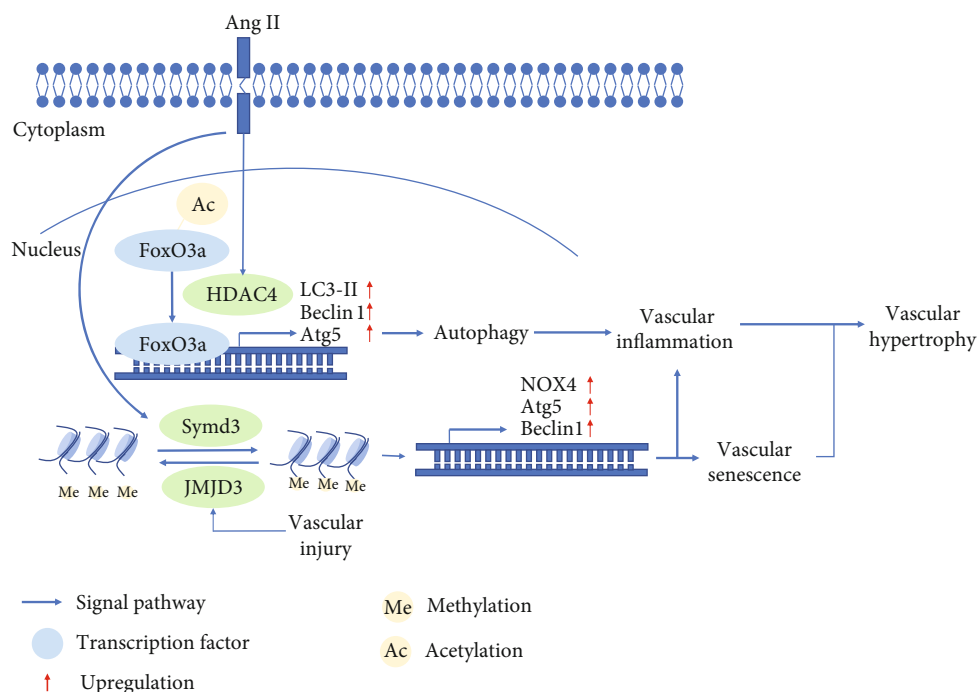 Ang II
Cytoplasm
Ac
Nucleus
FoxO3a
HDAC4
LC3-II
Beclin 1
Atg5
FoxO3a
Autophagy
Vascular
inflammation
Vascular
hypertrophy
NOX4
Atg5
Beclin1
Symd3
JMJD3
Me Me Me
Me Me Me
Vascular
senescence
Vascular
injury
Signal pathway
Transcription factor
Upregulation
Me Methylation
Ac Acetylation